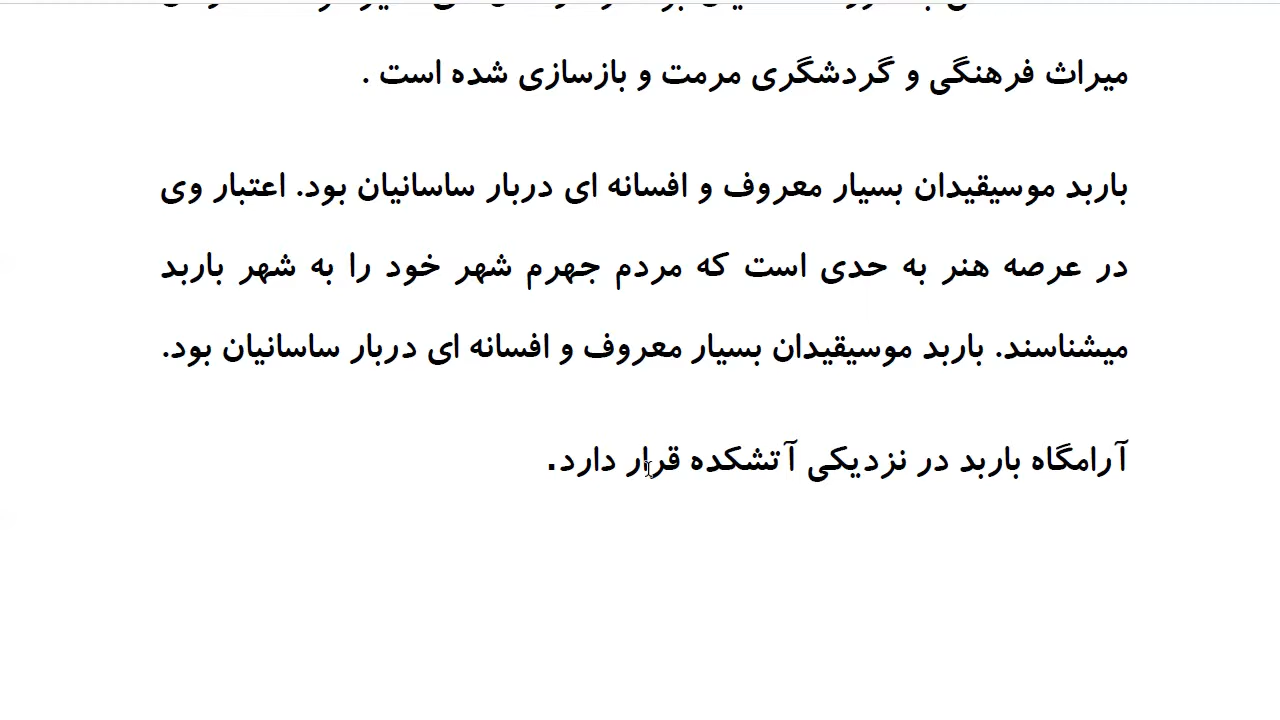 میراث فرهنگی و گردشگری مرمت و بازسازی شده است .
باربد موسیقیدان بسیار معروف و افسانه ای دربار ساسانیان بود. اعتبار وی
در عرصه هنر به حدی است که مردم جهرم شهر خود را به شهر باربد
میشناسند. باربد موسیقیدان بسیار معروف و افسانه ای دربار ساسانیان بود.
آرامگاه باربد در نزدیکی آتشکده قرار دارد.